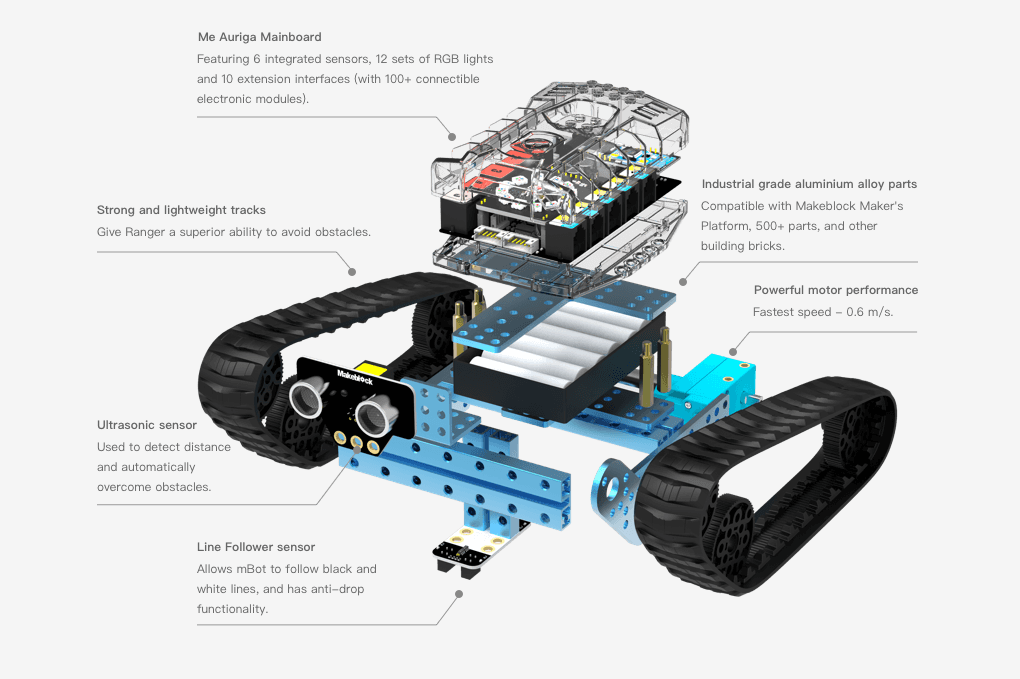 Me Auriga Mainboard
Featuring 6 integrated sensors, 12 sets of RGB lights
and 10 extension interfaces (with 100+ connectible
electronic modules).
Industrial grade aluminium alloy parts
Compatible with Makeblock Maker's
Platform, 500+ parts, and other
building bricks.
Strong and lightweight tracks
Give Ranger a superior ability to avoid obstacles.
Powerful motor performance
Fastest speed – 0.6 m/s.
Makeblock
Ultrasonic sensor
Used to detect distance
and automatically
overcome obstacles.
Line Follower sensor
Allows mBot to follow black and
white lines, and has anti–drop
functionality.